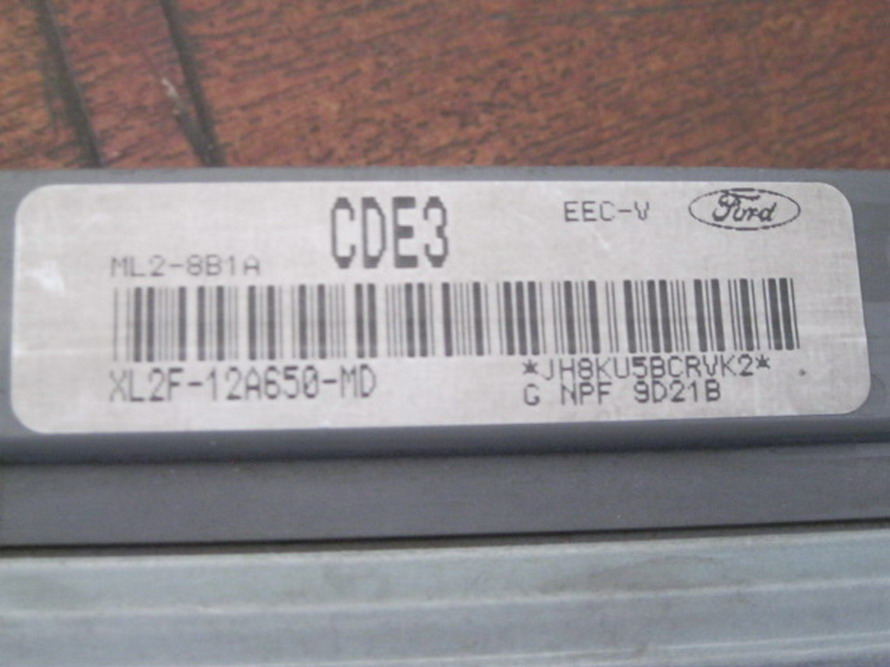 CDE3
EEC-V
Ford
ML2-8B1A
XL2F-12A650-MD
*JH8KU5BCRVK2*
G NPF 9D21B